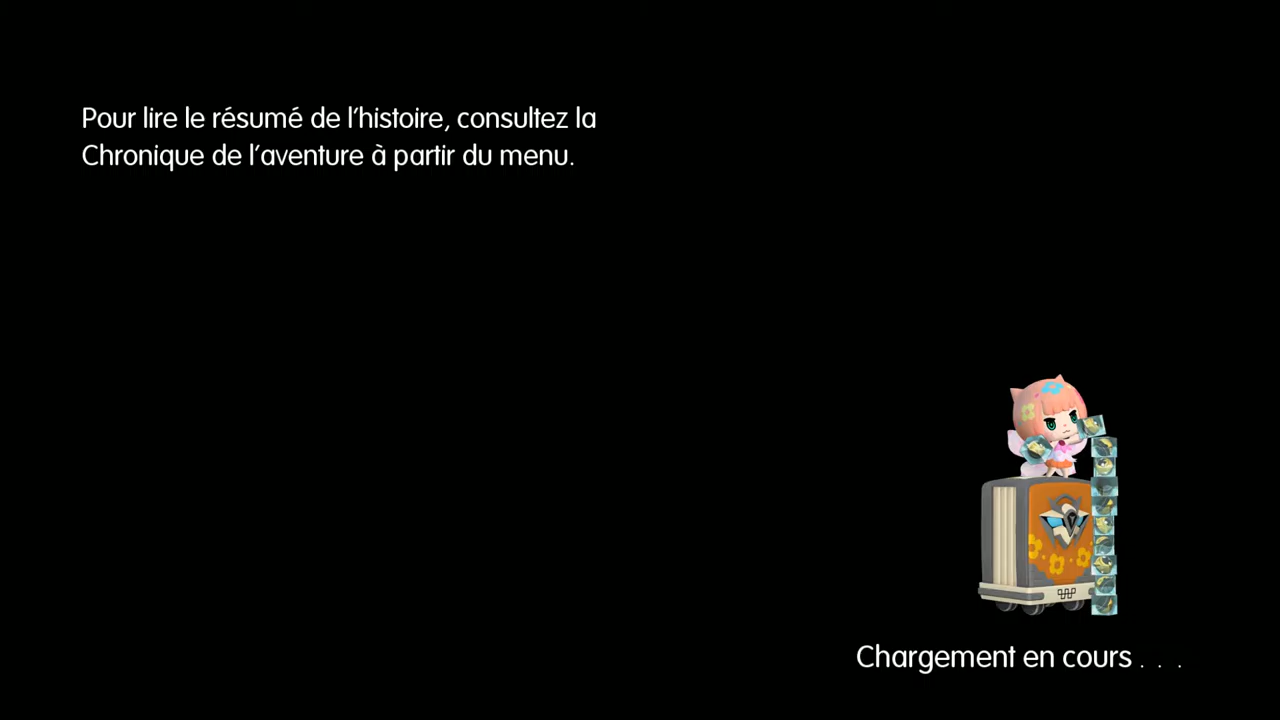 Pour lire le résumé de l'histoire, consultez la
Chronique de l'aventure à partir du menu.
Chargement en cours . . .